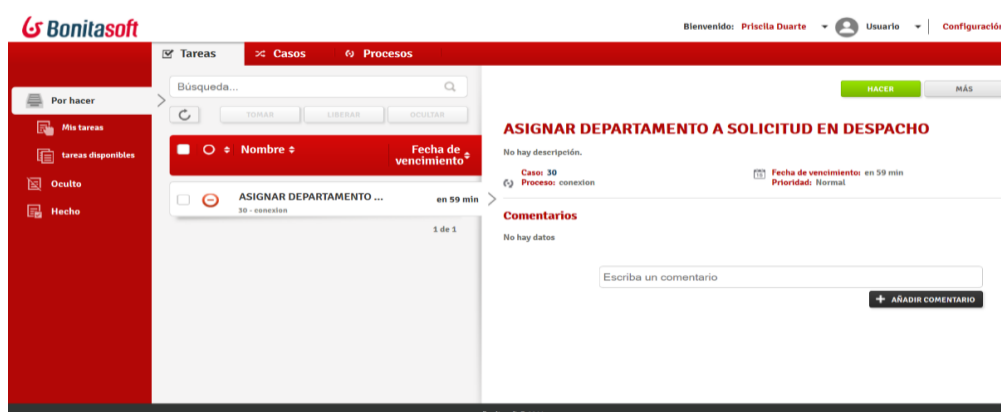 Bonitasoft
Bienvenido: Priscila Duarte
Usuario
Configuración
Tareas
Casos
Procesos
Por hacer
Mis tareas
tareas disponibles
Oculto
Hecho
Búsqueda...
TOMAR
LIBERAR
OCULTAR
Nombre
Fecha de
vencimiento
ASIGNAR DEPARTAMENTO ...
en 59 min
30 - conexion
1 de 1
HACER
MÁS
ASIGNAR DEPARTAMENTO A SOLICITUD EN DESPACHO
No hay descripción.
Caso: 30
Proceso: conexion
Fecha de vencimiento: en 59 min
Prioridad: Normal
Comentarios
No hay datos
Escriba un comentario
AÑADIR COMENTARIO